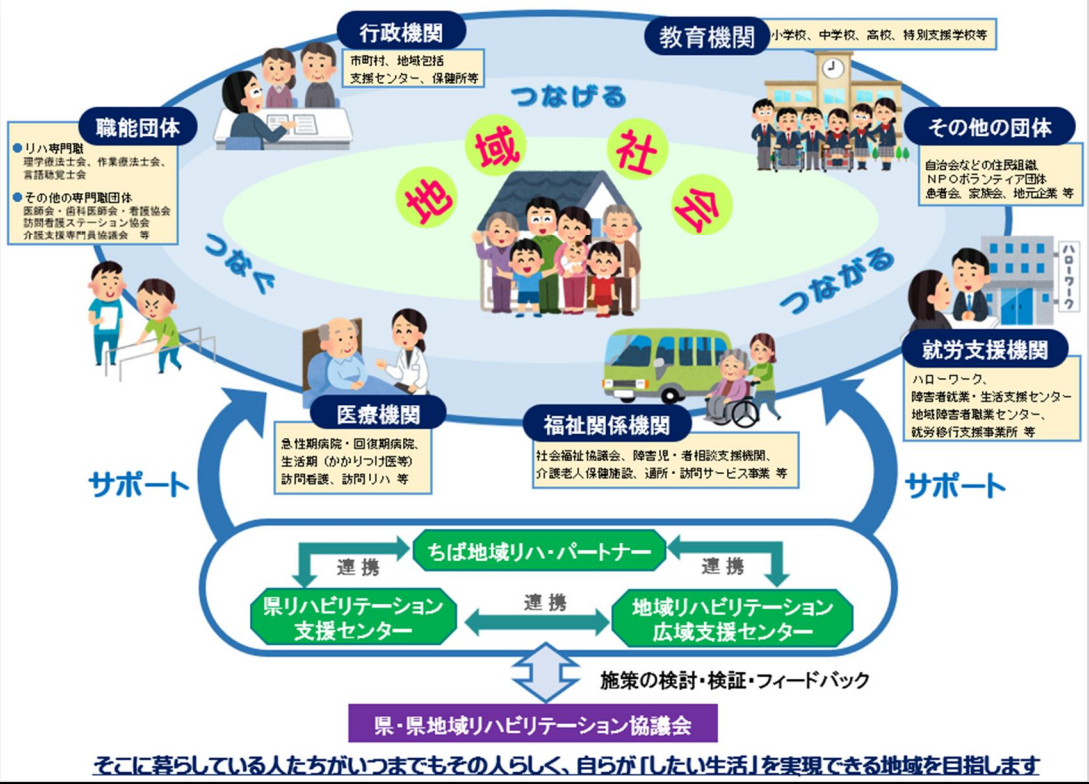 行政機関
市町村、地域包括
支援センター、保健所等
教育機関
小学校、中学校、高校、特別支援学校等
職能団体
●リハ専門職
理学療法士会、作業療法士会、
言語聴覚士会
●その他の専門職団体
医師会・歯科医師会・看護協会
訪問看護ステーション協会
介護支援専門員協議会　等
その他の団体
自治会などの住民組織
NPOボランティア団体
患者会、家族会、地元企業 等
つなげる
地域社会
つなぐ
つながる
ハローワーク
就労支援機関
ハローワーク、
障害者就業・生活支援センター
地域障害者職業センター、
就労移行支援事業所 等
医療機関
急性期病院・回復期病院、
生活期（かかりつけ医等）
訪問看護、訪問リハ 等
福祉関係機関
社会福祉協議会、障害児・者相談支援機関、
介護老人保健施設、通所・訪問サービス事業 等
サポート
サポート
ちば地域リハ・パートナー
連携
連携
県リハビリテーション
支援センター
連携
地域リハビリテーション
広域支援センター
施策の検討・検証・フィードバック
県・県地域リハビリテーション協議会
そこに暮らしている人たちがいつまでもその人らしく、自らが「したい生活」を実現できる地域を目指します